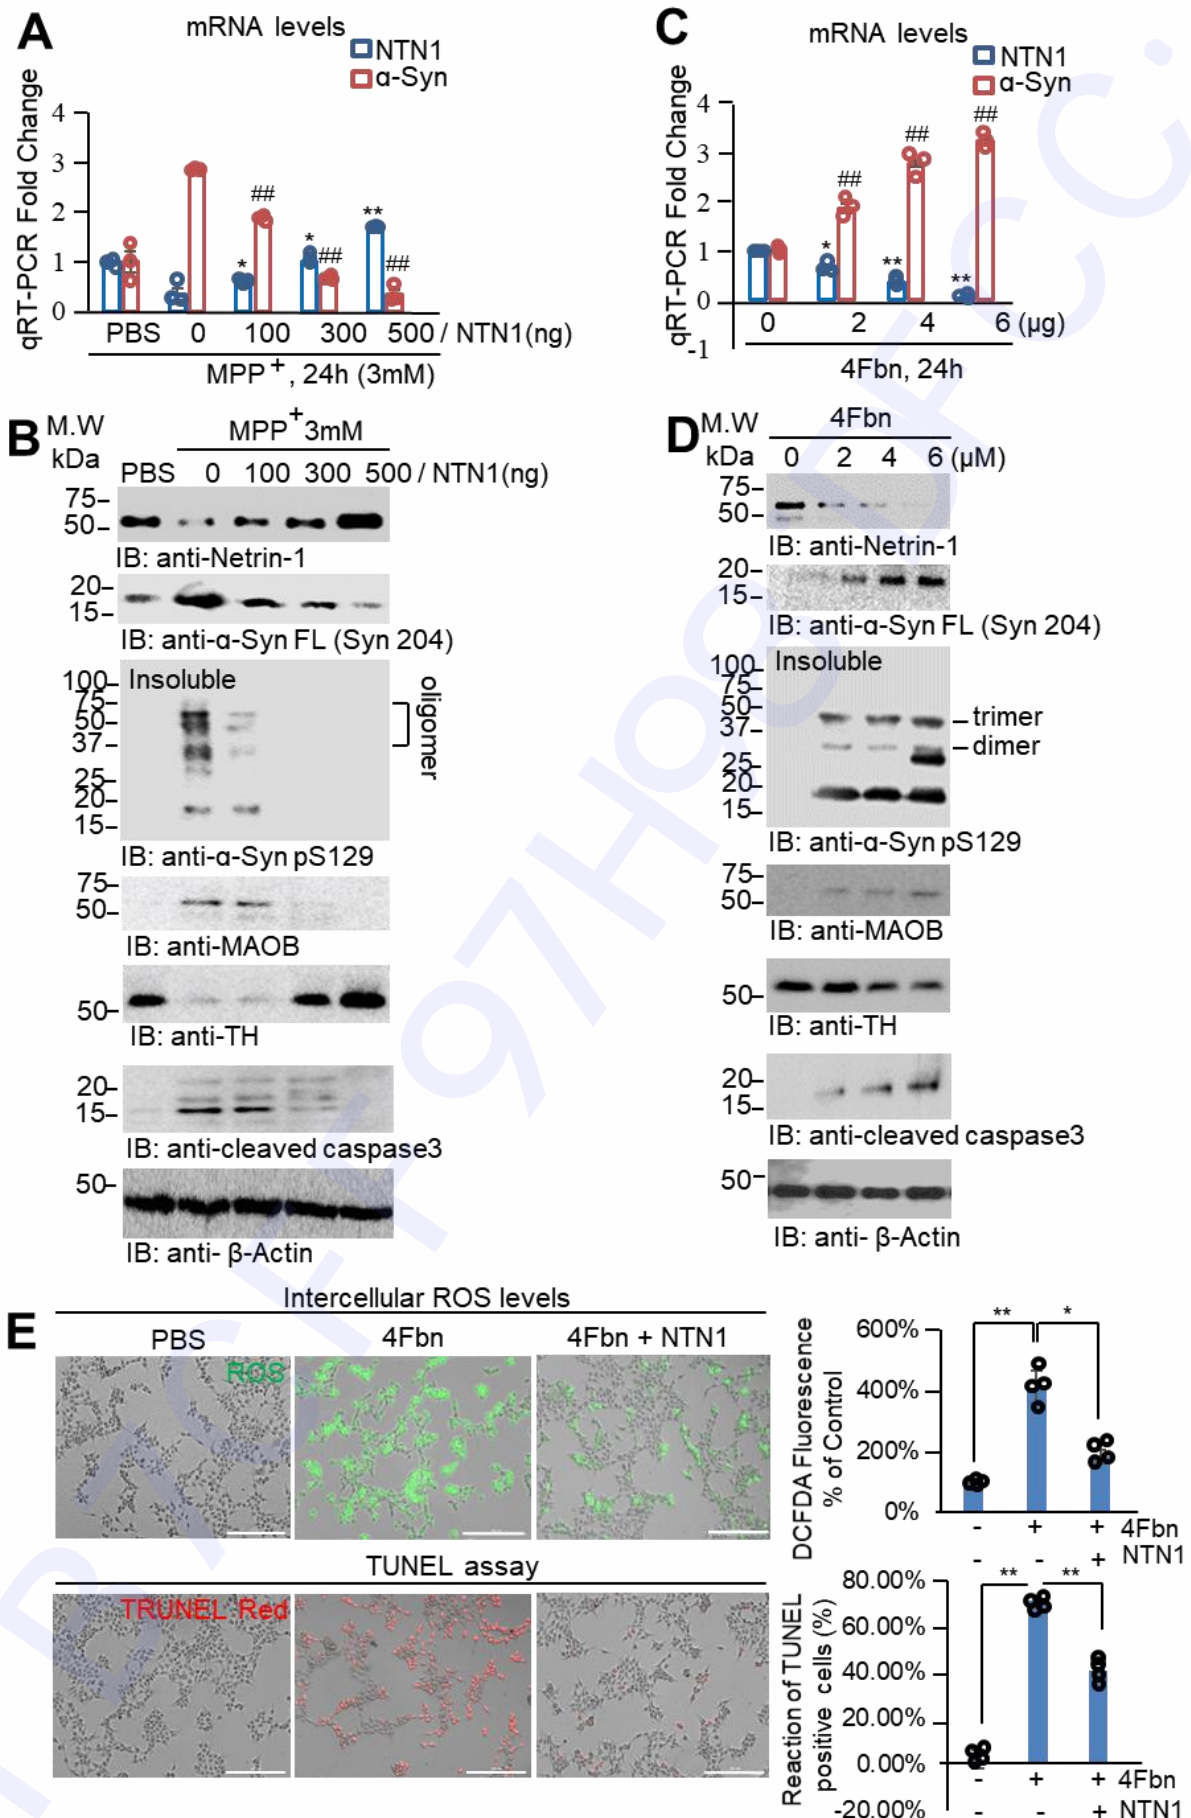 A
mRNA levels
NTN1
α-Syn
qRT-PCR Fold Change
4
3
2
1
0
##
*
*
##
**
##
PBS 0 100 300 500 / NTN1(ng)
MPP+, 24h (3mM)
C
mRNA levels
NTN1
α-Syn
qRT-PCR Fold Change
4
3
2
1
0
-1
*
##
**
##
**
##
0 2 4 6 (µg)
4Fbn, 24h
B
M.W
kDa
MPP+ 3mM
PBS 0 100 300 500 / NTN1(ng)
75
50
IB: anti-Netrin-1
20
15
IB: anti-α-Syn FL (Syn 204)
Insoluble
100
75
50
37
25
20
15
oligomer
IB: anti-α-Syn pS129
75
50
IB: anti-MAOB
50
IB: anti-TH
20
15
IB: anti-cleaved caspase3
50
IB: anti- β-Actin
D
M.W
kDa
4Fbn
0 2 4 6 (µM)
75
50
IB: anti-Netrin-1
20
15
IB: anti-α-Syn FL (Syn 204)
Insoluble
100
75
50
37
25
20
15
trimer
dimer
IB: anti-α-Syn pS129
75
50
IB: anti-MAOB
50
IB: anti-TH
20
15
IB: anti-cleaved caspase3
50
IB: anti- β-Actin
E
Intercellular ROS levels
PBS 4Fbn 4Fbn + NTN1
ROS
DCFDA Fluorescence
% of Control
600%
400%
200%
0%
** *
- + + 4Fbn
- - + NTN1
TUNEL assay
TRUNEL Red
Reaction of TUNEL
positive cells (%)
80.00%
60.00%
40.00%
20.00%
0.00%
-20.00%
** **
- + + 4Fbn
- - + NTN1